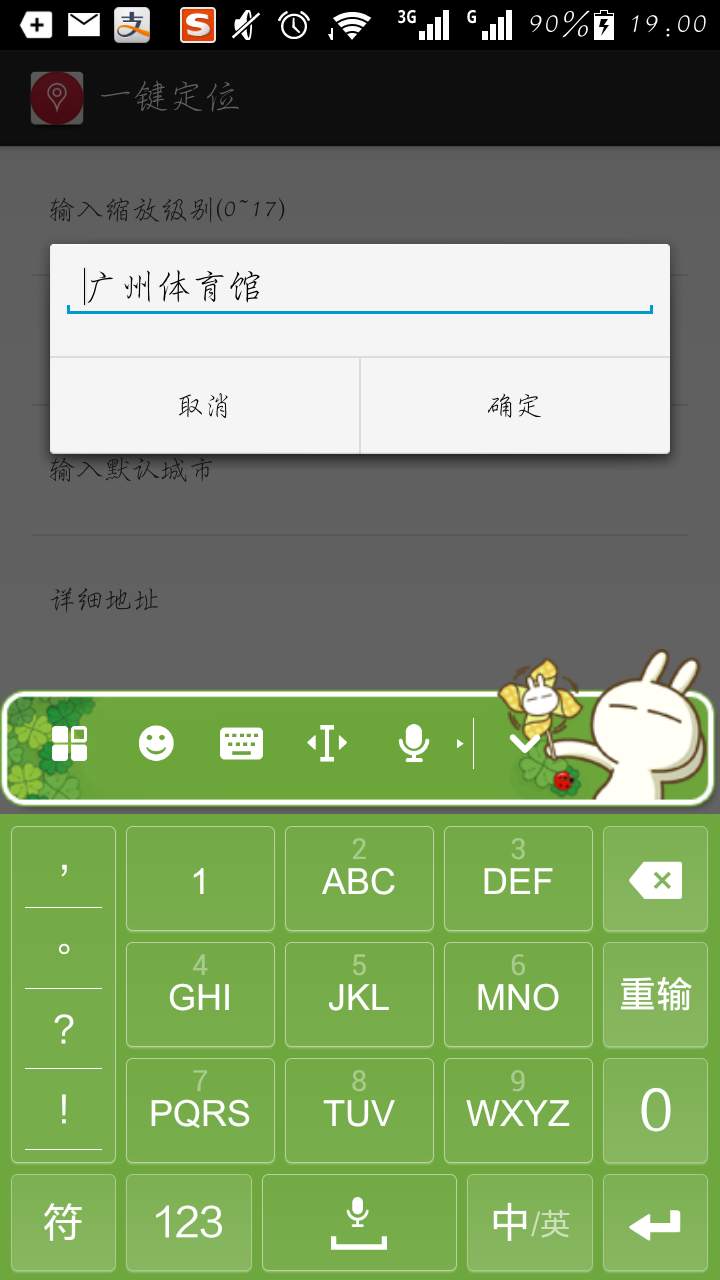 支 S 3G G 90% 19:00
一键定位
输入缩放级别(0~17)
广州体育馆
取消 确定
输入默认城市
详细地址
, 1 2 ABC 3 DEF
。 4 GHI 5 JKL 6 MNO 重输
?
! 7 PQRS 8 TUV 9 WXYZ 0
符 123 中/英